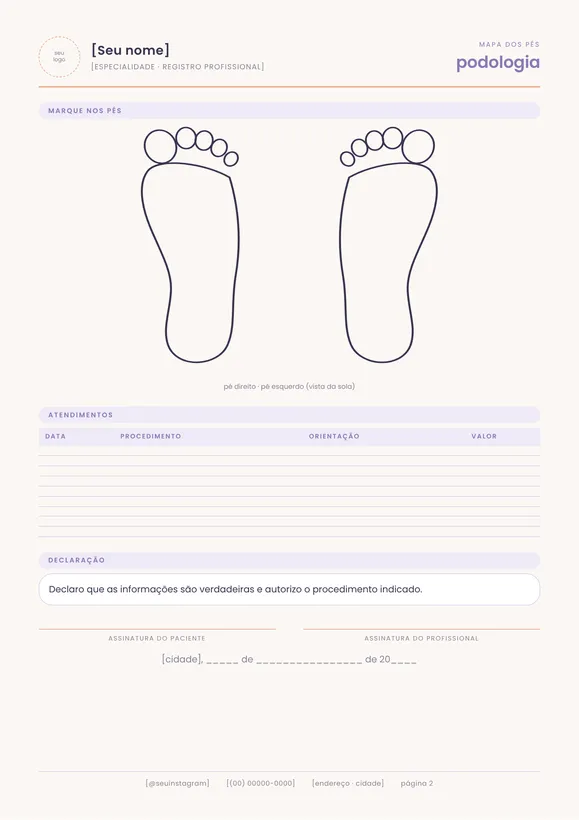 seu
logo
[Seu nome]
[ESPECIALIDADE · REGISTRO PROFISSIONAL]
MAPA DOS PÉS
podologia
MARQUE NOS PÉS
pé direito · pé esquerdo (vista da sola)
ATENDIMENTOS
DATA PROCEDIMENTO ORIENTAÇÃO VALOR
DECLARAÇÃO
Declaro que as informações são verdadeiras e autorizo o procedimento indicado.
ASSINATURA DO PACIENTE ASSINATURA DO PROFISSIONAL
[cidade], _____ de ________________ de 20____
[@seuinstagram] [(00) 00000-0000] [endereço · cidade] página 2